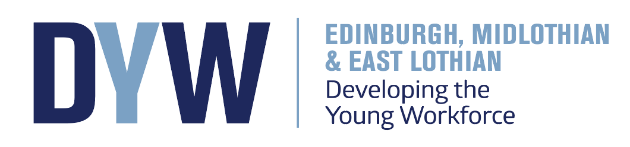 DYW
EDINBURGH, MIDLOTHIAN
& EAST LOTHIAN
Developing the
Young Workforce